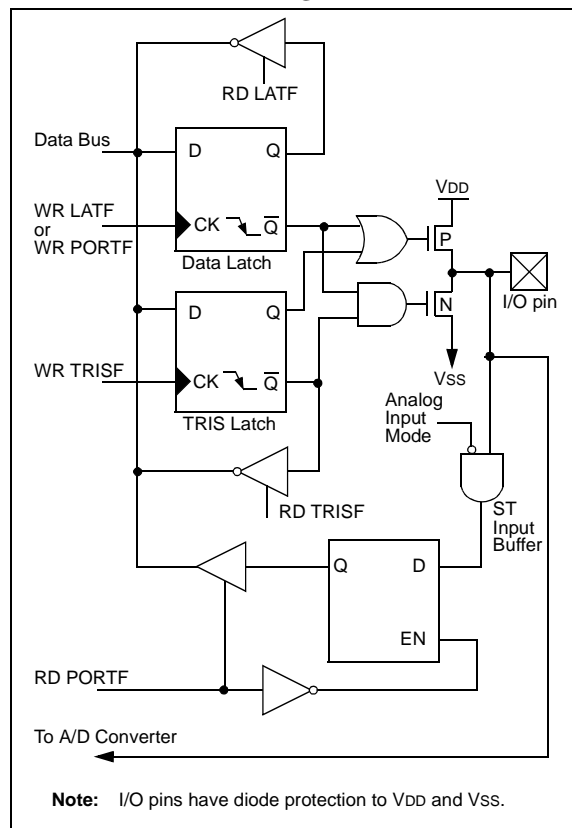 RD LATF
Data Bus
D Q
VDD
WR LATF
or
WR PORTF
CK Q
P
Data Latch
I/O pin
N
D Q
WR TRISF
CK Q
VSS
TRIS Latch
Analog
Input
Mode
RD TRISF
ST
Input
Buffer
Q D
EN
RD PORTF
To A/D Converter
Note: I/O pins have diode protection to VDD and VSS.